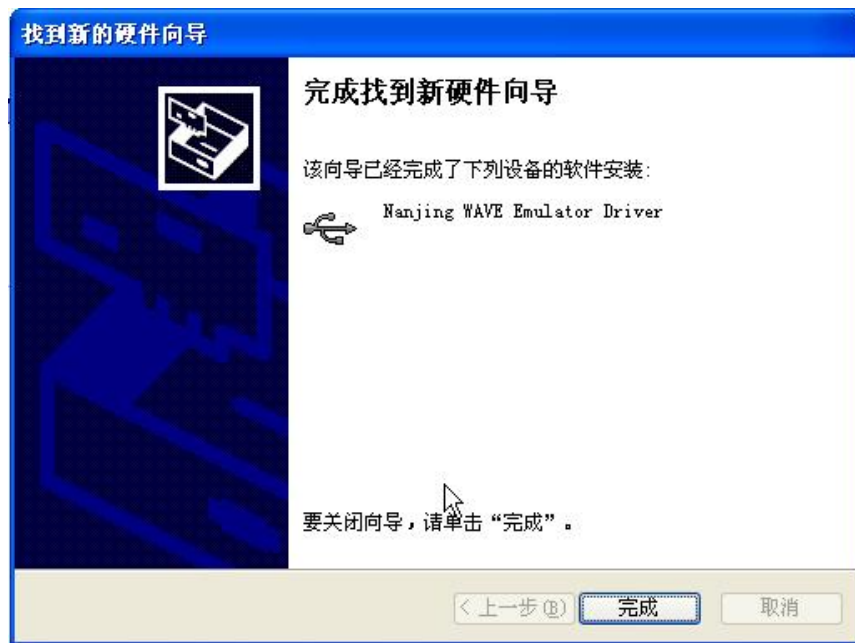 找到新的硬件向导
完成找到新硬件向导
该向导已经完成了下列设备的软件安装:
Nanjing WAVE Emulator Driver
要关闭向导，请单击“完成”。
< 上一步(B)
完成
取消